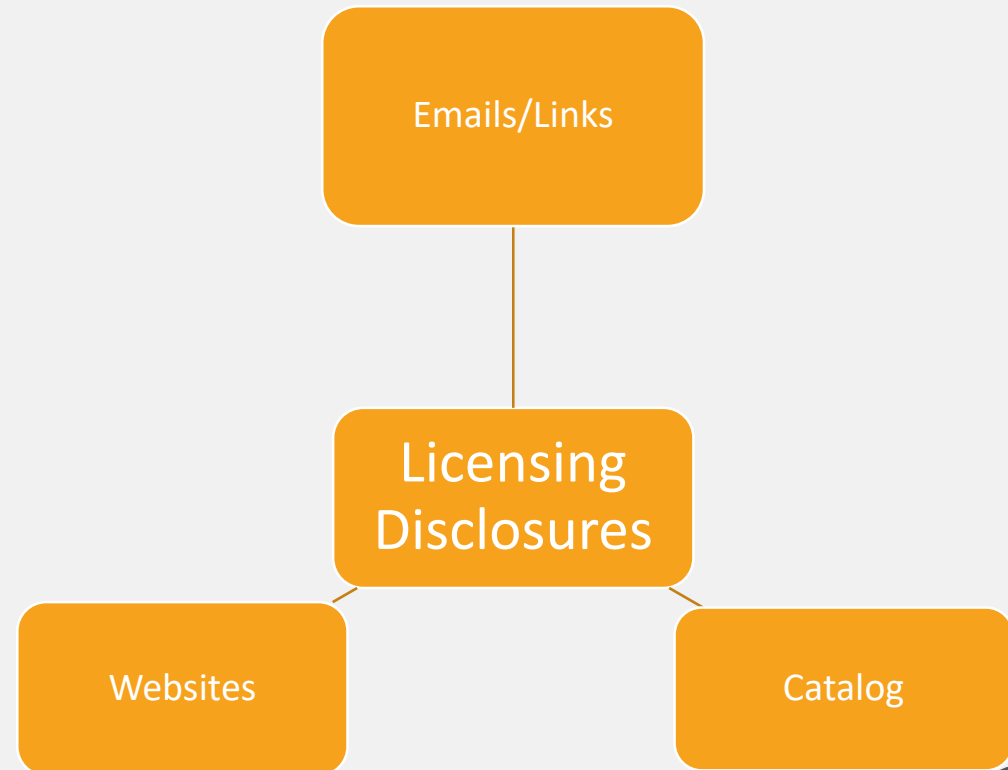 Emails/Links
Licensing
Disclosures
Websites
Catalog